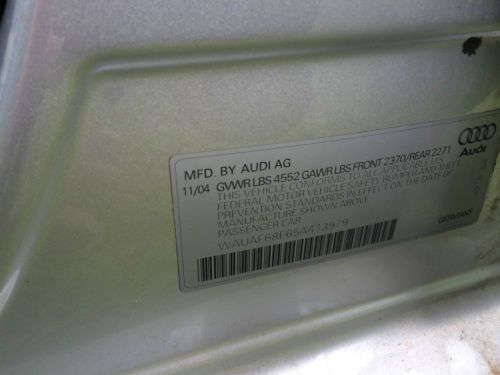 MFD. BY AUDI AG
11/04 GVWR LBS 4552 GAWR LBS FRONT 2370/REAR 2271
THIS VEHICLE CONFORMS TO ALL APPLICABLE U.S.
FEDERAL MOTOR VEHICLE SAFETY BUMPER AND THEFT
PREVENTION STANDARDS IN EFFECT ON THE DATE OF
MANUFACTURE SHOWN ABOVE.
PASSENGER CAR
WAUAF68E65A413979
Audi
GERMANY